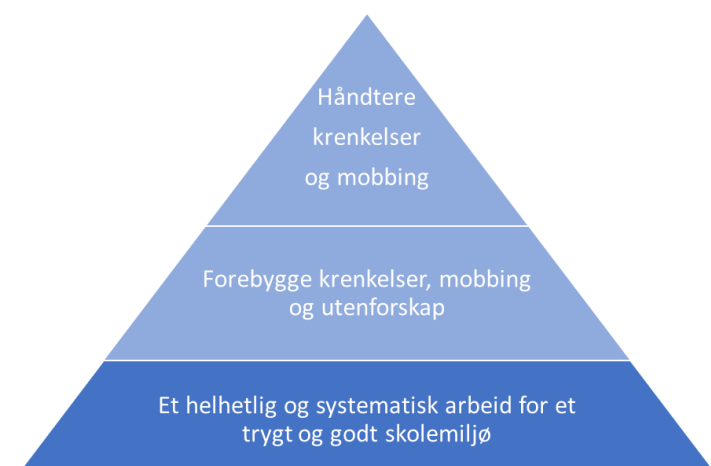 Håndtere
krenkelser
og mobbing
Forebygge krenkelser, mobbing
og utenforskap
Et helhetlig og systematisk arbeid for et
trygt og godt skolemiljø